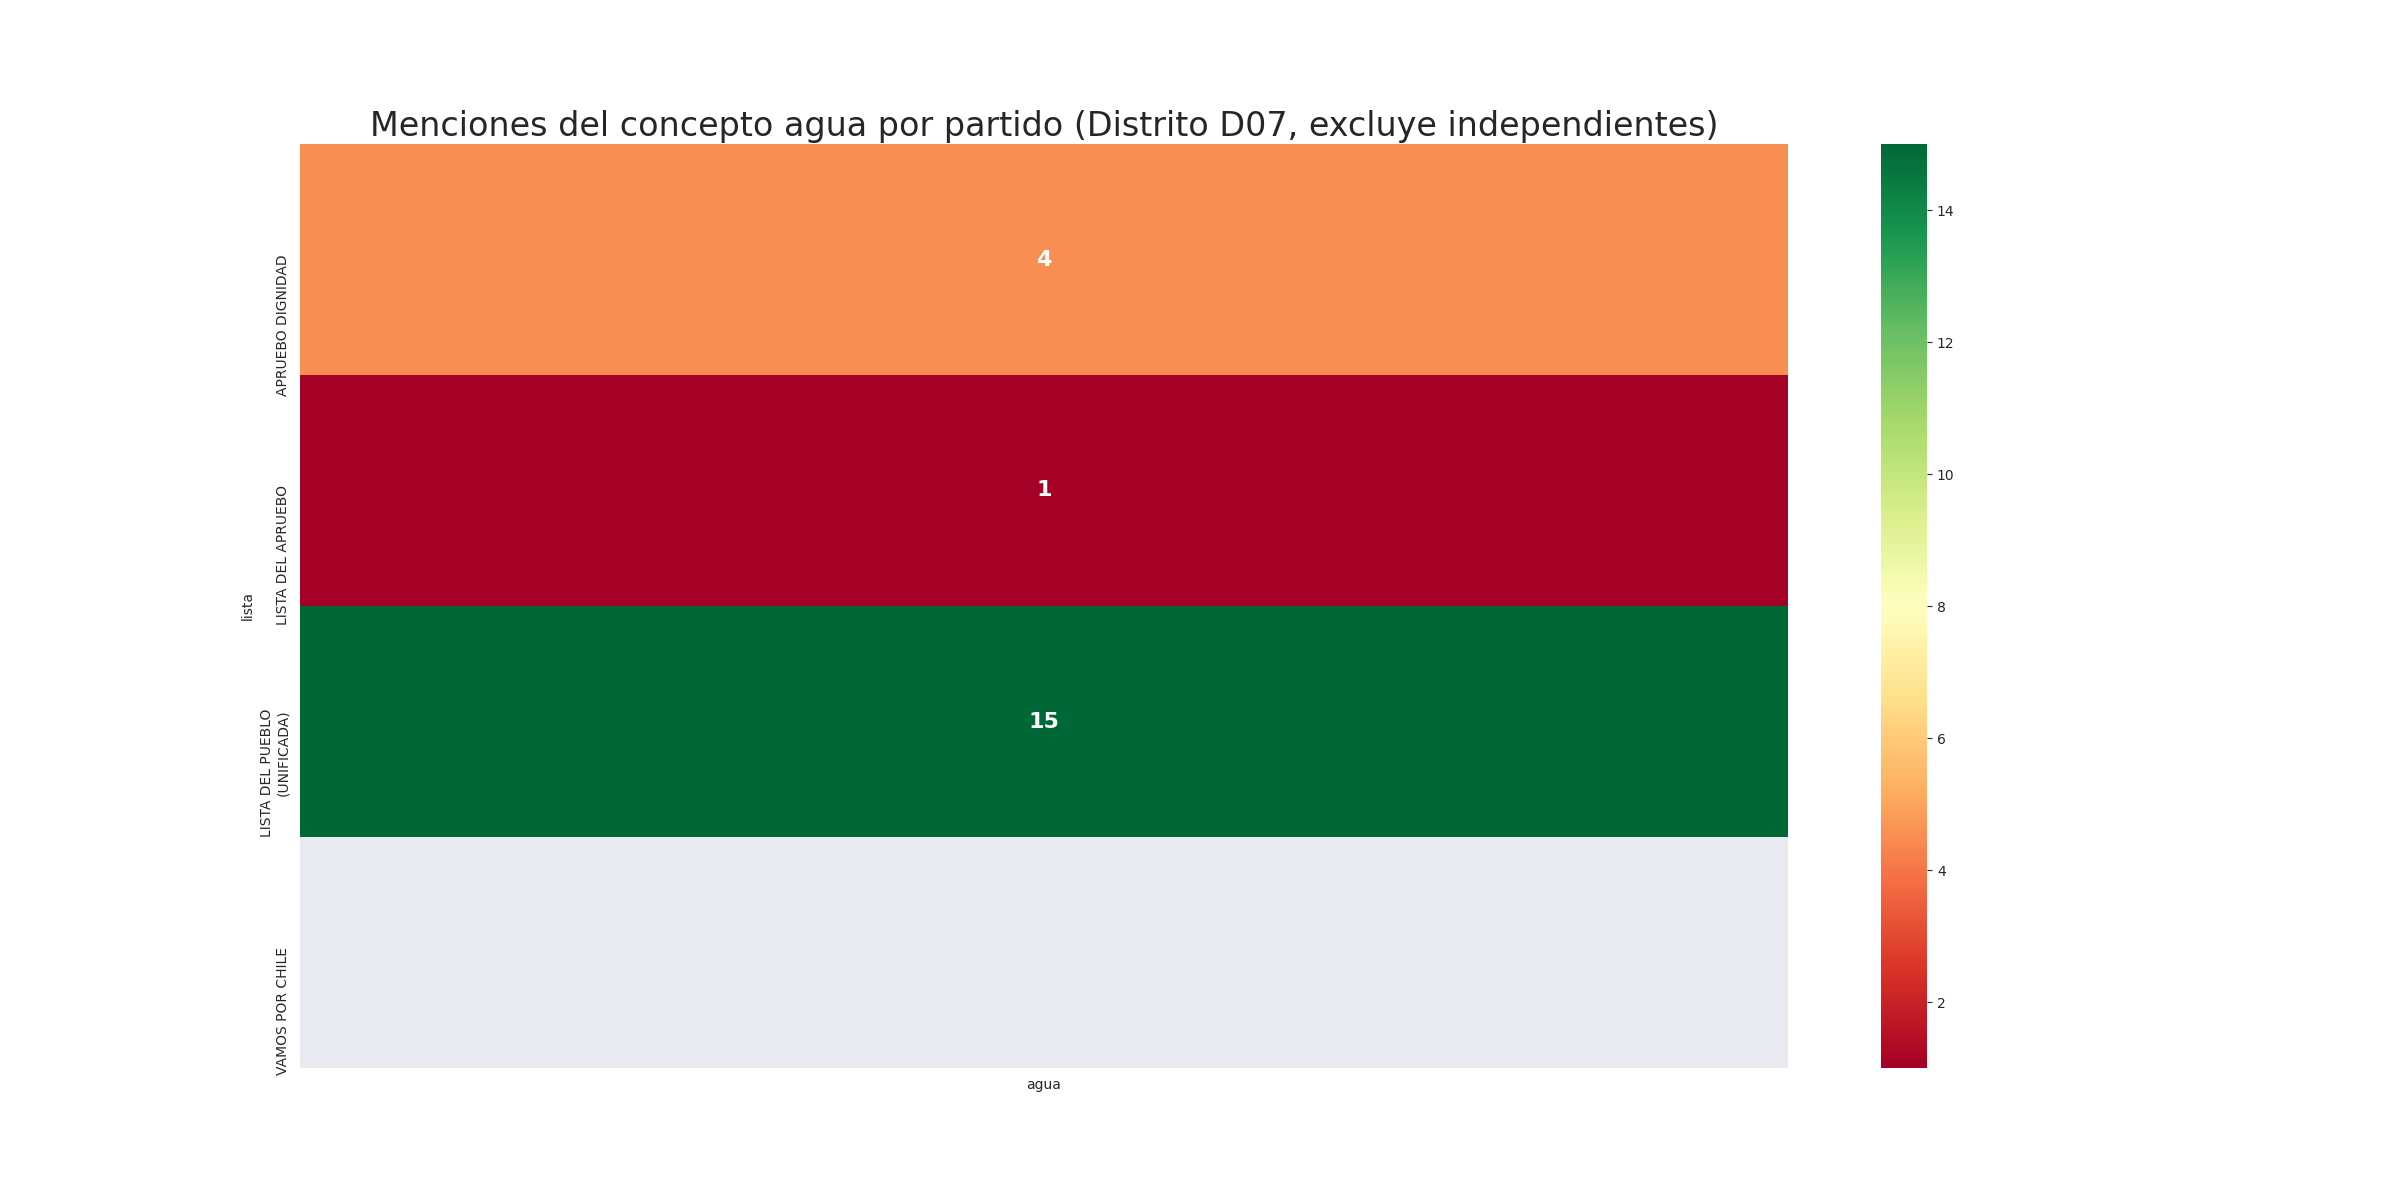 Menciones del concepto agua por partido (Distrito D07, excluye independientes)
lista
APRUEBO DIGNIDAD
4
LISTA DEL APRUEBO
1
LISTA DEL PUEBLO
(UNIFICADA)
15
VAMOS POR CHILE
agua
14
12
10
8
6
4
2